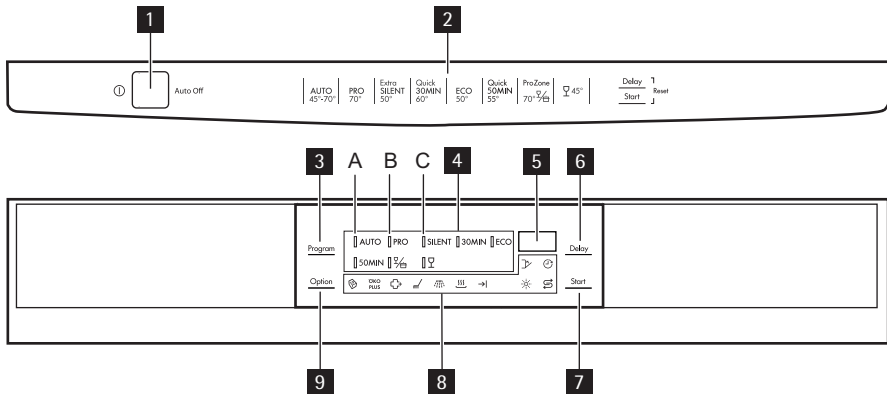 1
2
Auto Off
AUTO
45°-70°
PRO
70°
Extra
SILENT
50°
Quick
30MIN
60°
ECO
50°
Quick
50MIN
55°
ProZone
70°
45°
Delay
Start
Reset
3 A B C 4 5 6
Program
AUTO PRO SILENT 30MIN ECO
50MIN
Delay
Option
ÖKO
PLUS
Start
9 8 7